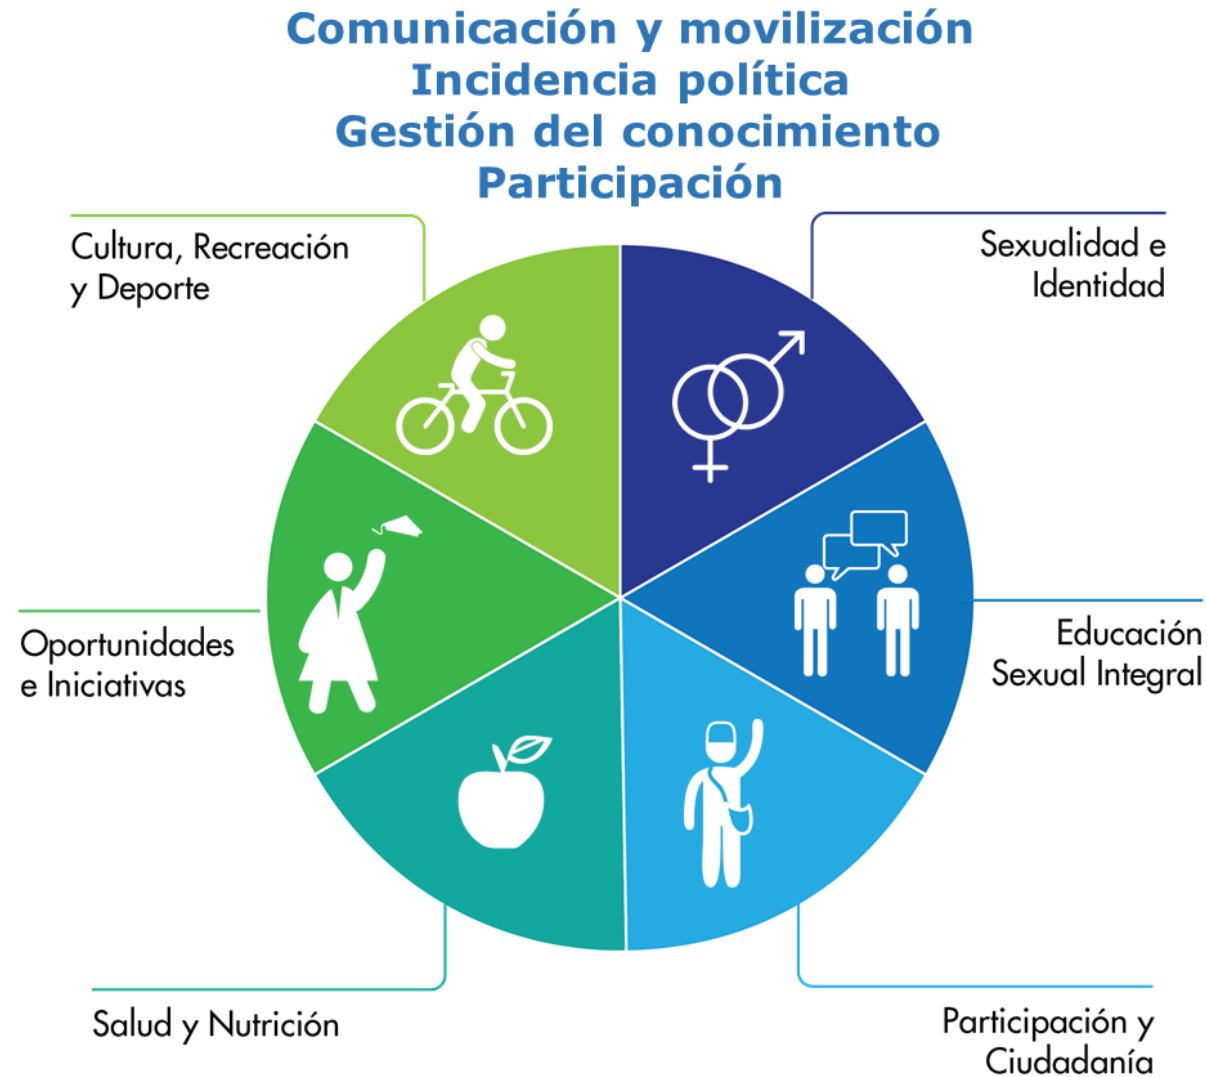 Comunicación y movilización
Incidencia política
Gestión del conocimiento
Participación
Cultura, Recreación
y Deporte
Sexualidad e
Identidad
Oportunidades
e Iniciativas
Educación
Sexual Integral
Salud y Nutrición
Participación y
Ciudadanía